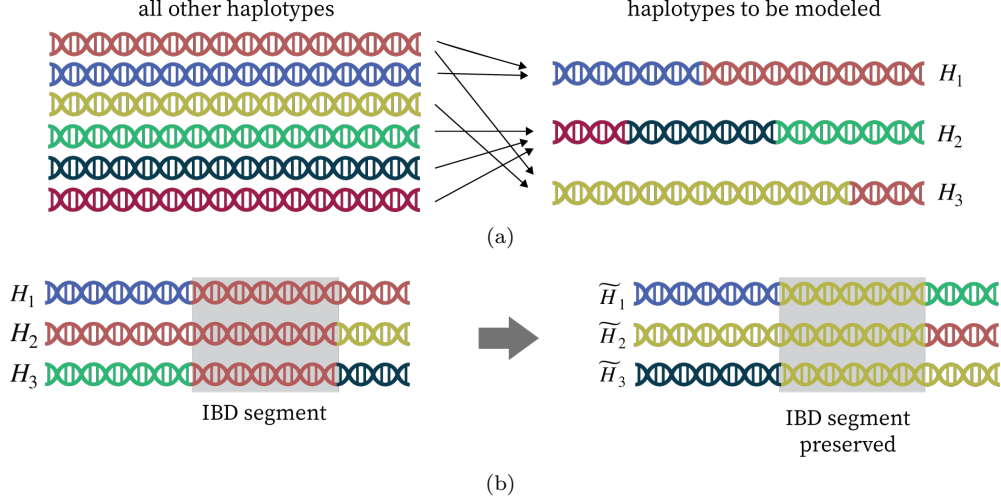 all other haplotypes
haplotypes to be modeled
H₁
H₂
H₃
(a)
H₁
H₂
H₃
IBD segment
H̃₁
H̃₂
H̃₃
IBD segment
preserved
(b)